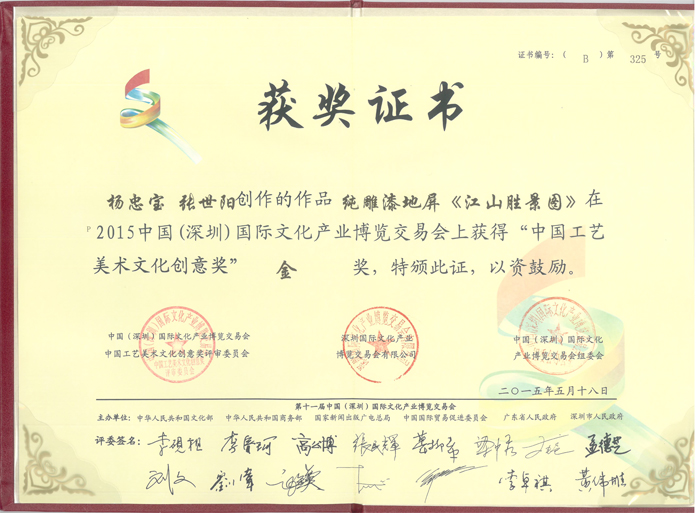 证书编号：（ B ）第 325 号
获奖证书
杨忠宝 张世阳创作的作品 纯雕漆地屏《江山胜景图》在
P 2015中国(深圳)国际文化产业博览交易会上获得“中国工艺
美术文化创意奖” 金 奖，特颁此证，以资鼓励。
中国（深圳）国际文化产业博览交易会 深圳国际文化产业 中国（深圳）国际文化
中国工艺美术文化创意奖评审委员会 博览交易会有限公司 产业博览交易会组委会
二〇一五年五月十八日
第十一届中国（深圳）国际文化产业博览交易会
主办单位：中华人民共和国文化部 中华人民共和国商务部 国家新闻出版广电总局 中国国际贸易促进委员会 广东省人民政府 深圳市人民政府
评委签名：
刘文 李卓祺 黄伟雄